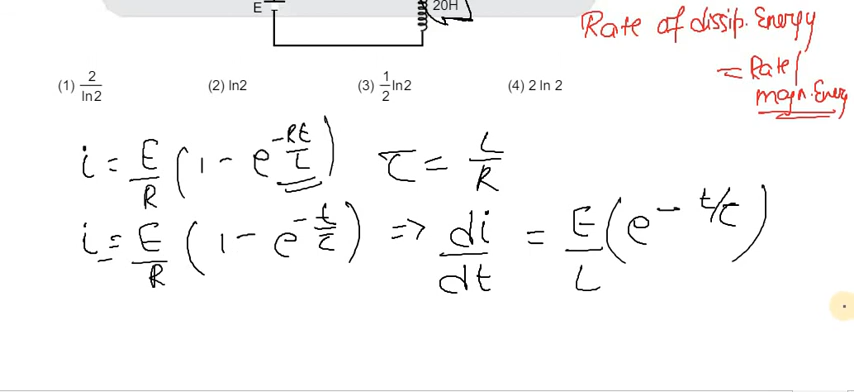 E
20H
Rate of dissip. Energy
= Rate/
magn. Energy
(1) 2/ln2 (2) ln2 (3) 1/2 ln2 (4) 2 ln 2
i = E/R (1 - e^(-Rt/L)) τ = L/R
i = E/R (1 - e^(-t/τ)) => di/dt = E/L (e^(-t/τ))